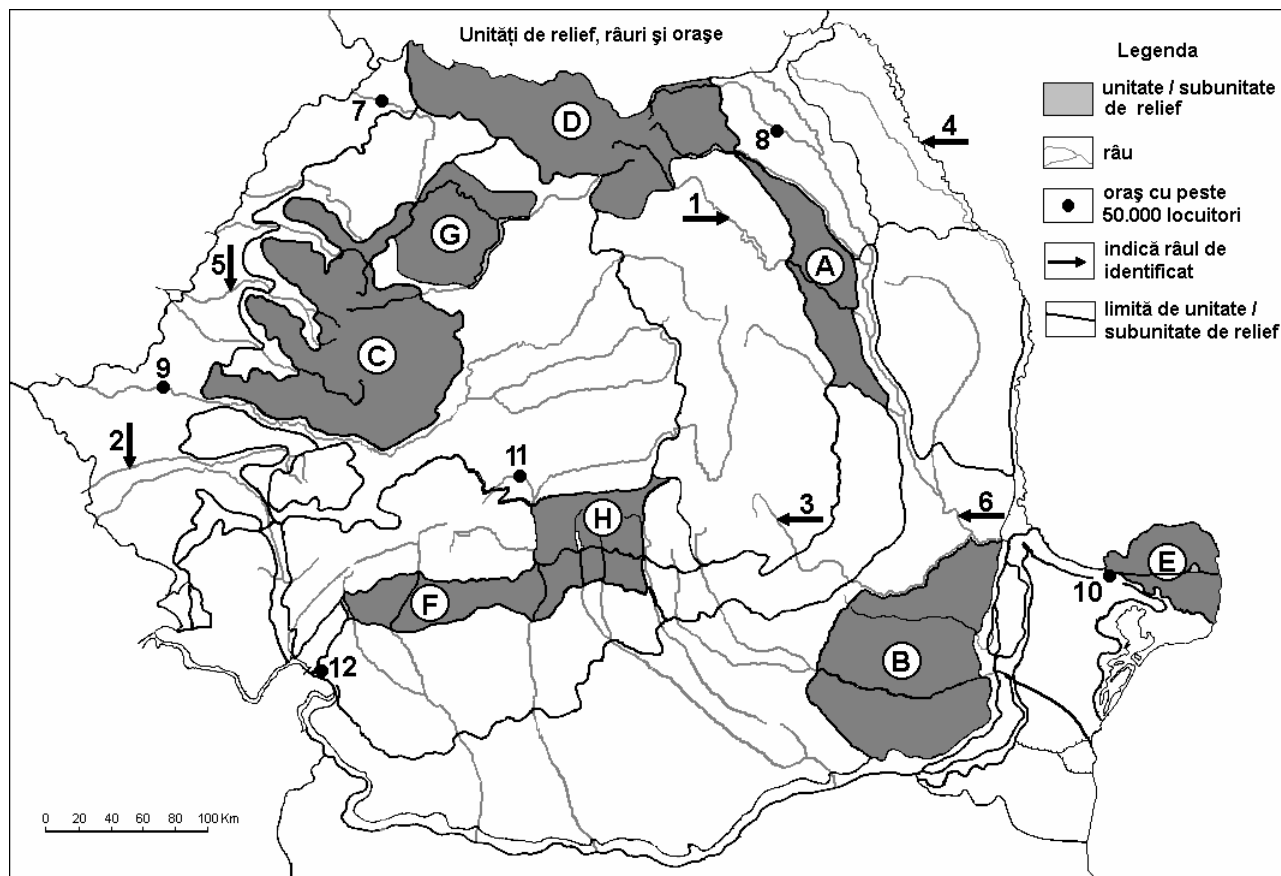 Unităţi de relief, râuri şi oraşe
Legenda
unitate / subunitate
de relief
râu
oraş cu peste
50.000 locuitori
indică râul de
identificat
limită de unitate /
subunitate de relief
7
D
8
4
1
G
A
5
C
9
2
11
3
6
H
E
10
F
B
12
0 20 40 60 80 100 Km